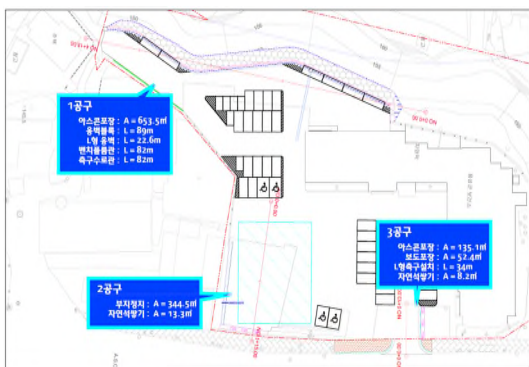 1공구
아스콘포장 : A = 653.5㎡
옹벽블록 : L = 89m
L형 옹벽 : L = 22.6m
벤치플륨관 : L = 82m
측구수로관 : L = 82m
2공구
부지정지 : A = 344.5㎡
자연석쌓기 : A = 13.3㎡
3공구
아스콘포장 : A = 135.1㎡
보도포장 : A = 52.4㎡
L형측구설치 : L = 34m
자연석쌓기 : A = 8.2㎡